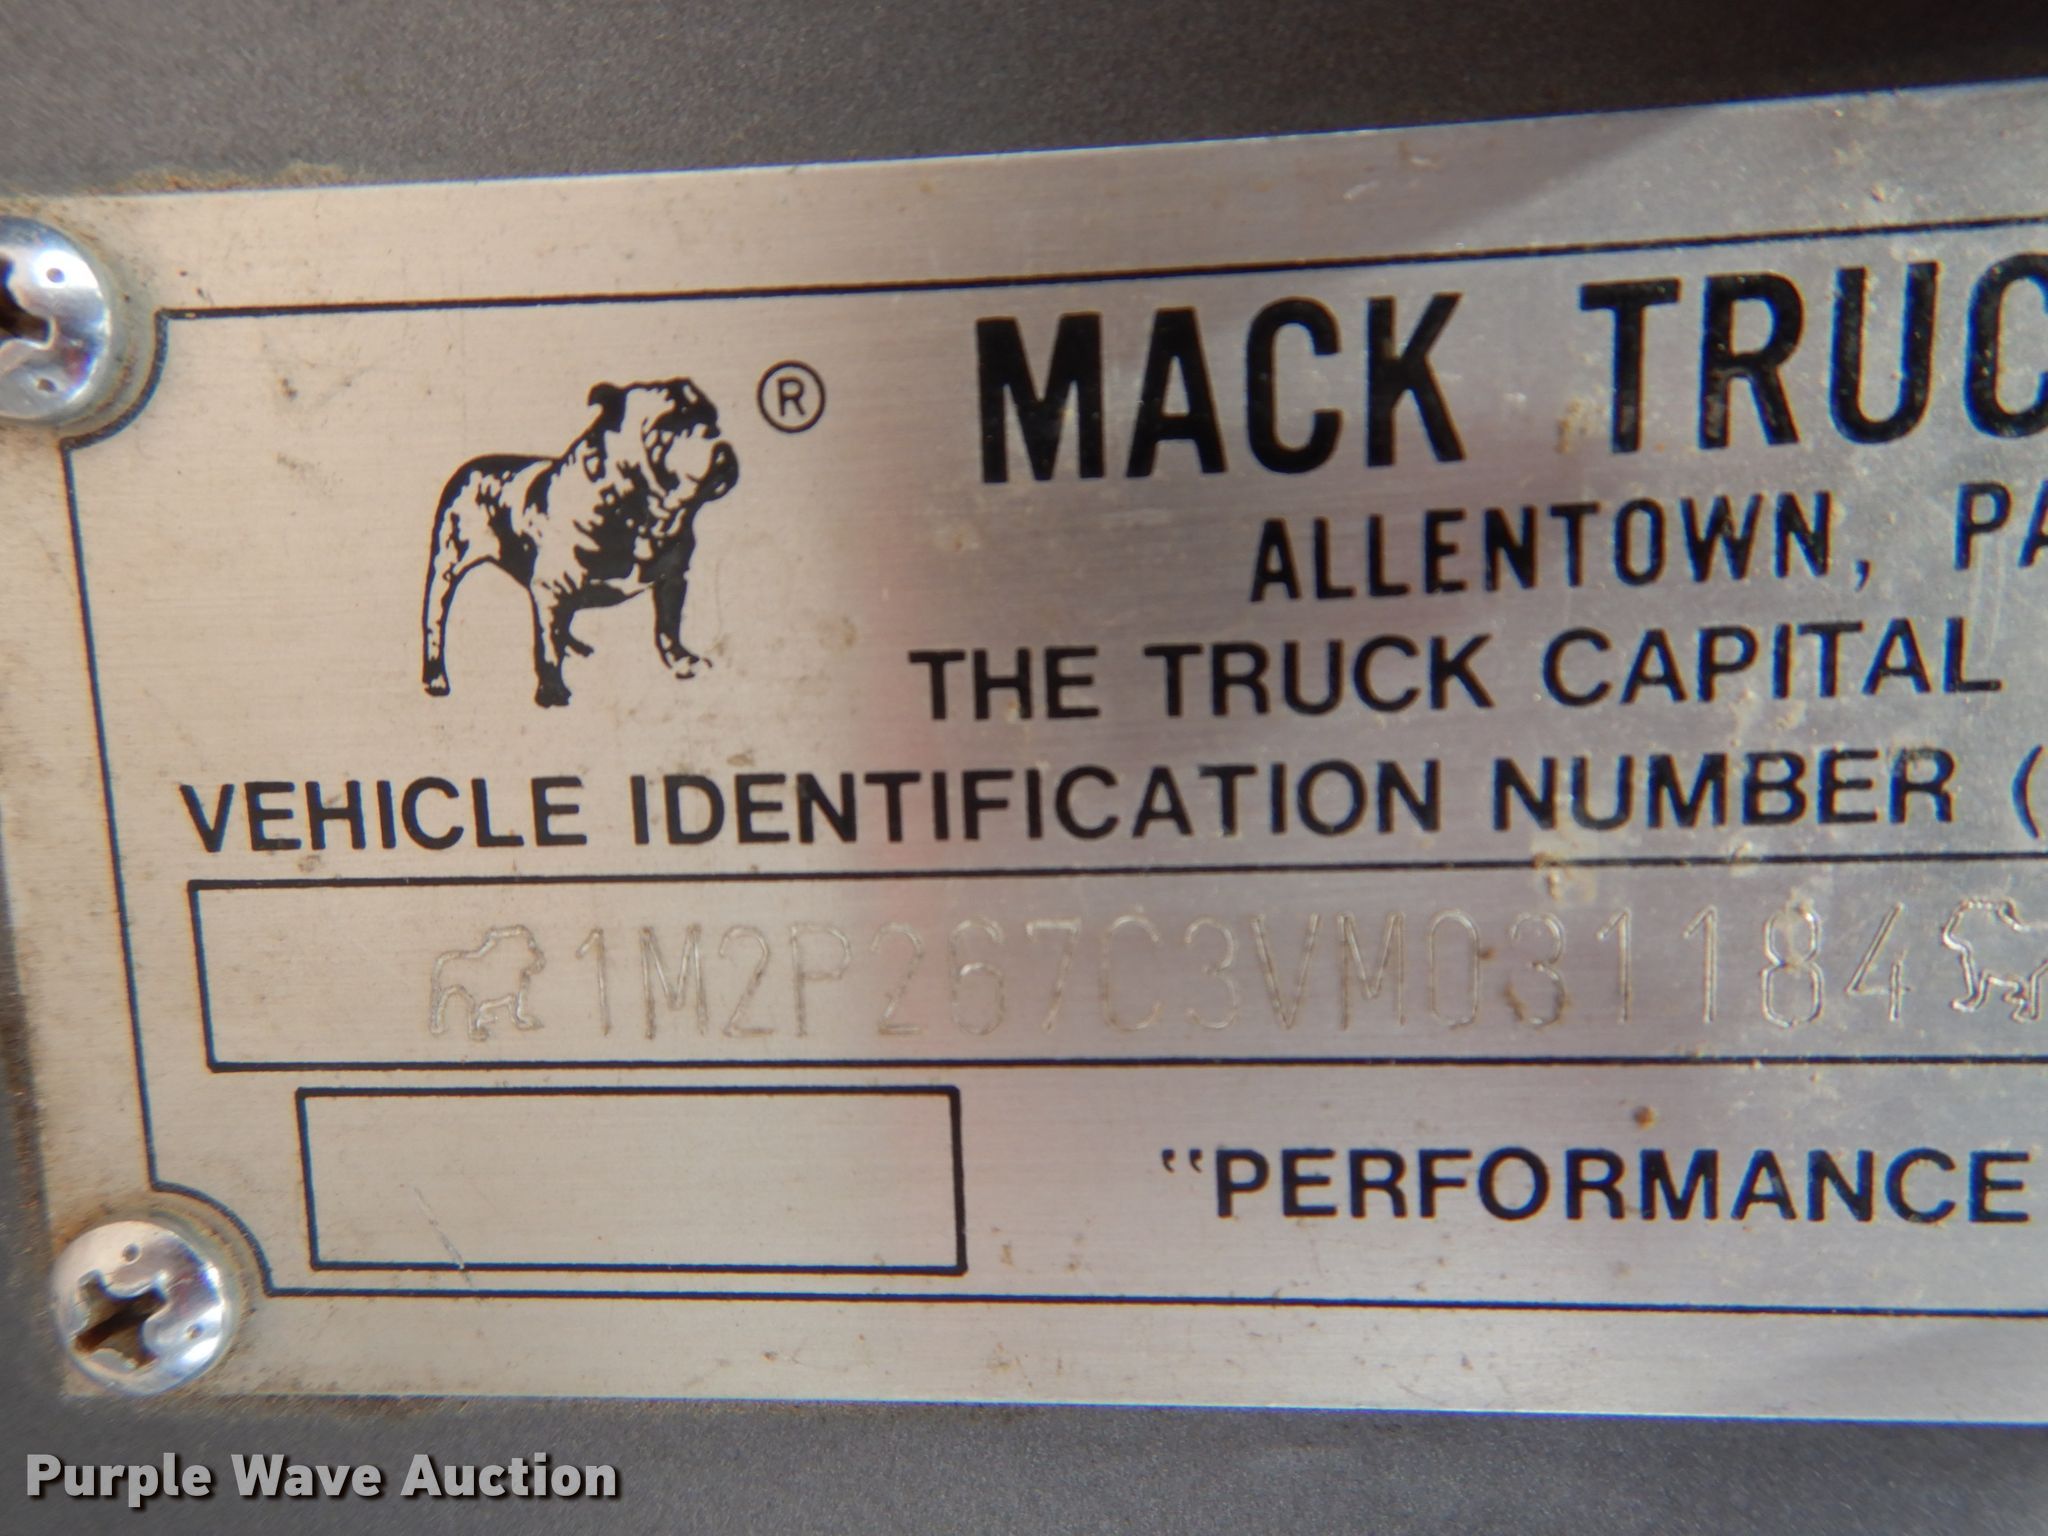 ®
MACK TRUC
ALLENTOWN, PA
THE TRUCK CAPITAL
VEHICLE IDENTIFICATION NUMBER (
1M2P267C3VM031184
"PERFORMANCE
Purple Wave Auction